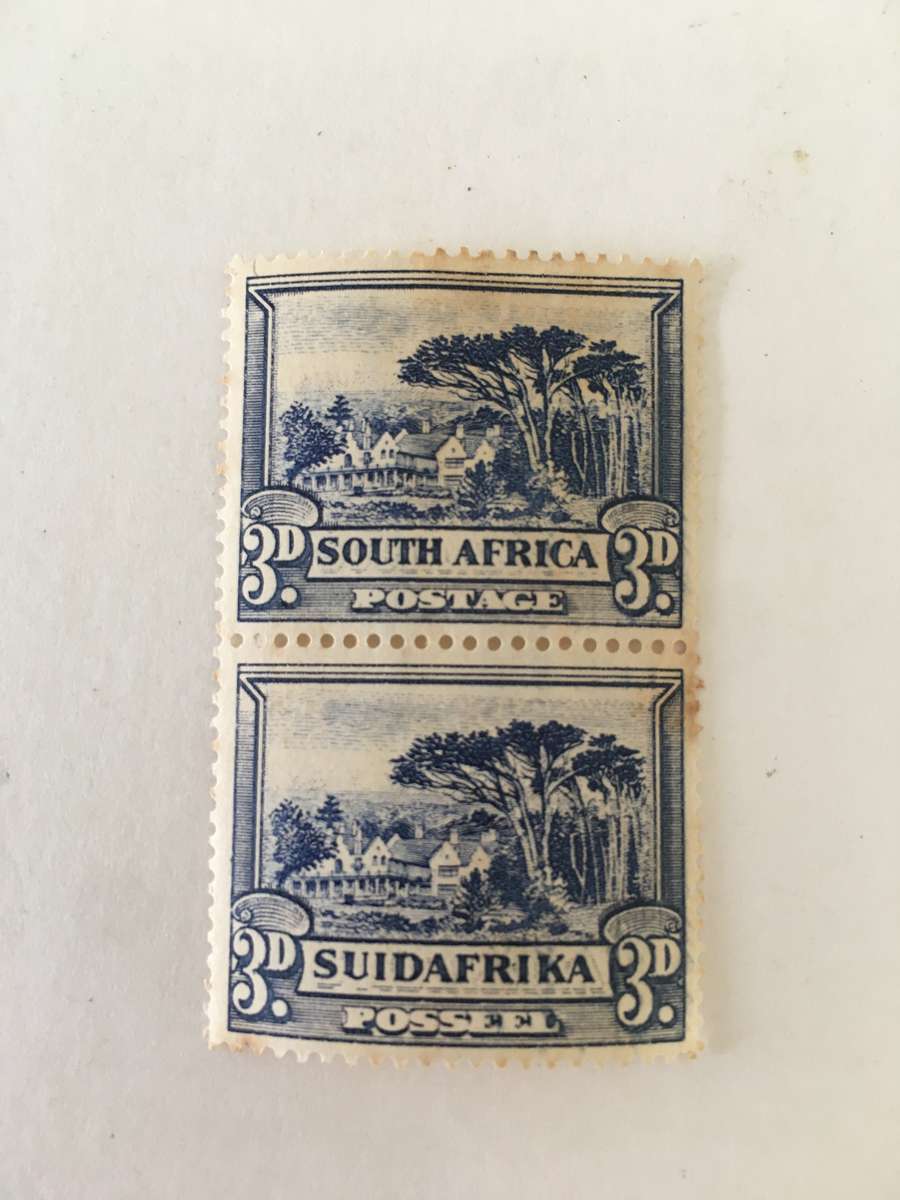 3D. SOUTH AFRICA 3D.
POSTAGE
3D. SUIDAFRIKA 3D.
POSSEEL